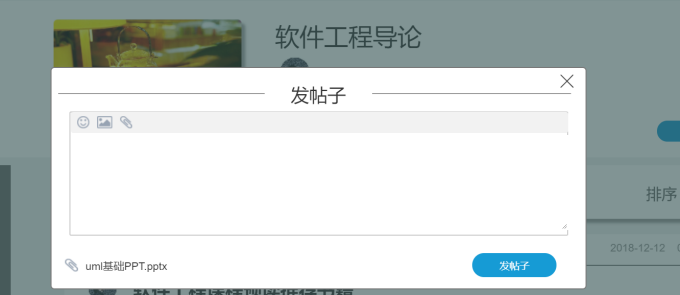 软件工程导论
发帖子
排序
2018-12-12
uml基础PPT.pptx
发帖子